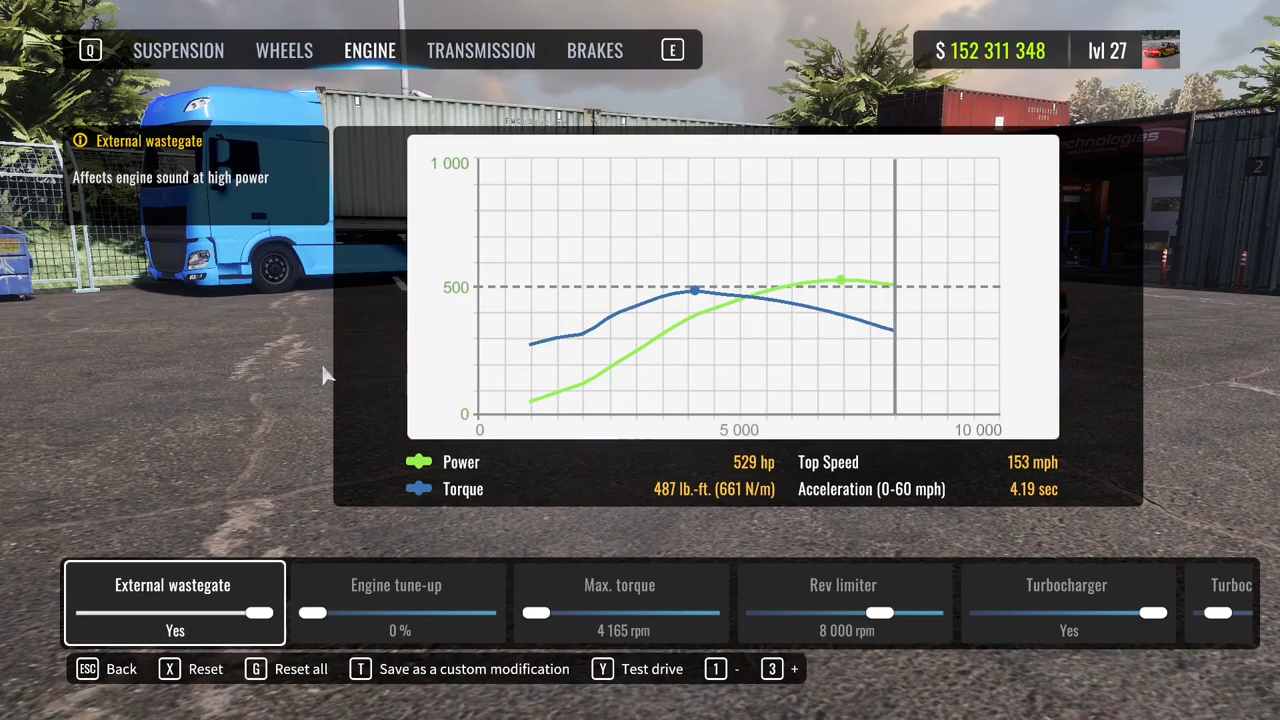 Q SUSPENSION WHEELS ENGINE TRANSMISSION BRAKES E
$ 152 311 348 lvl 27
External wastegate
Affects engine sound at high power
technologies
2
1 000
500
0
0 5 000 10 000
Power 529 hp Top Speed 153 mph
Torque 487 lb.-ft. (661 N/m) Acceleration (0-60 mph) 4.19 sec
External wastegate Engine tune-up Max. torque Rev limiter Turbocharger Turboc
Yes 0 % 4 165 rpm 8 000 rpm Yes
ESC Back X Reset G Reset all T Save as a custom modification Y Test drive 1 - 3 +